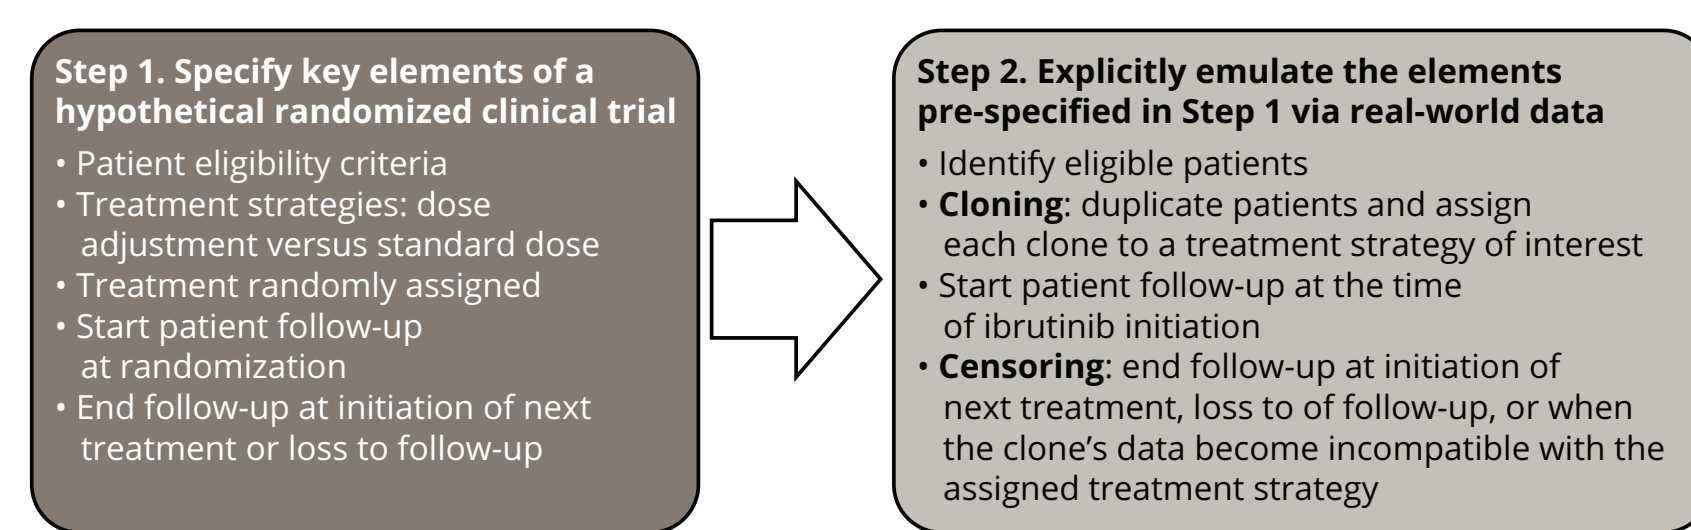 Step 1. Specify key elements of a
hypothetical randomized clinical trial
• Patient eligibility criteria
• Treatment strategies: dose
adjustment versus standard dose
• Treatment randomly assigned
• Start patient follow-up
at randomization
• End follow-up at initiation of next
treatment or loss to follow-up
Step 2. Explicitly emulate the elements
pre-specified in Step 1 via real-world data
• Identify eligible patients
• Cloning: duplicate patients and assign
each clone to a treatment strategy of interest
• Start patient follow-up at the time
of ibrutinib initiation
• Censoring: end follow-up at initiation of
next treatment, loss to of follow-up, or when
the clone’s data become incompatible with the
assigned treatment strategy